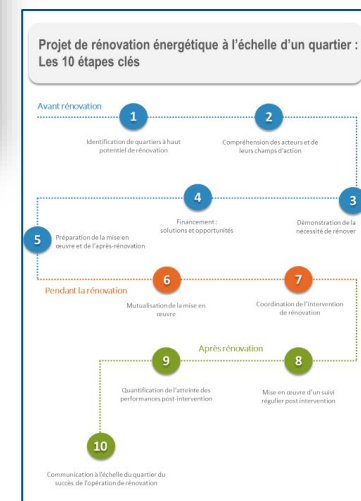 Projet de rénovation énergétique à l'échelle d'un quartier :
Les 10 étapes clés
Avant rénovation
1
Identification de quartiers à haut
potentiel de rénovation
2
Compréhension des acteurs et de
leurs champs d'action
3
Démonstration de la
nécessité de rénover
4
Financement :
solutions et opportunités
5
Préparation de la mise en
œuvre et de l'après-rénovation
Pendant la rénovation
6
Mutualisation de la mise en
œuvre
7
Coordination de l'intervention
de rénovation
Après rénovation
8
Mise en œuvre d'un suivi
régulier post intervention
9
Quantification de l'atteinte des
performances post-intervention
10
Communication à l'échelle du quartier du
succès de l'opération de rénovation